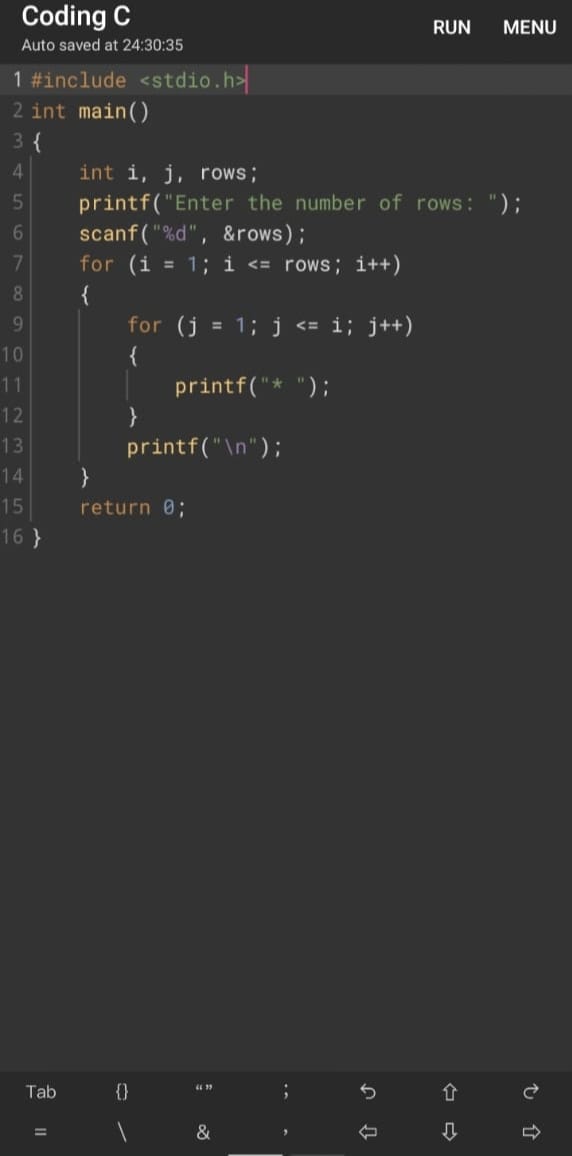 Coding C
RUN MENU
Auto saved at 24:30:35
1 #include <stdio.h>
2 int main()
3 {
4     int i, j, rows;
5     printf("Enter the number of rows: ");
6     scanf("%d", &rows);
7     for (i = 1; i <= rows; i++)
8     {
9         for (j = 1; j <= i; j++)
10         {
11             printf("* ");
12         }
13         printf("\n");
14     }
15     return 0;
16 }
Tab {} “” ;
= \ & ,